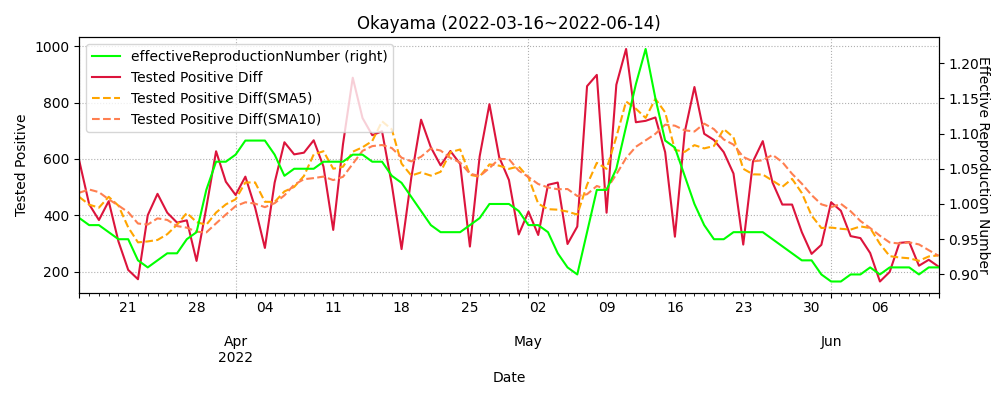 Okayama (2022-03-16~2022-06-14)
effectiveReproductionNumber (right)
Tested Positive Diff
Tested Positive Diff(SMA5)
Tested Positive Diff(SMA10)
Tested Positive
1000
800
600
400
200
Effective Reproduction Number
1.20
1.15
1.10
1.05
1.00
0.95
0.90
21 28 04 11 18 25 02 09 16 23 30 06
Apr May Jun
2022
Date